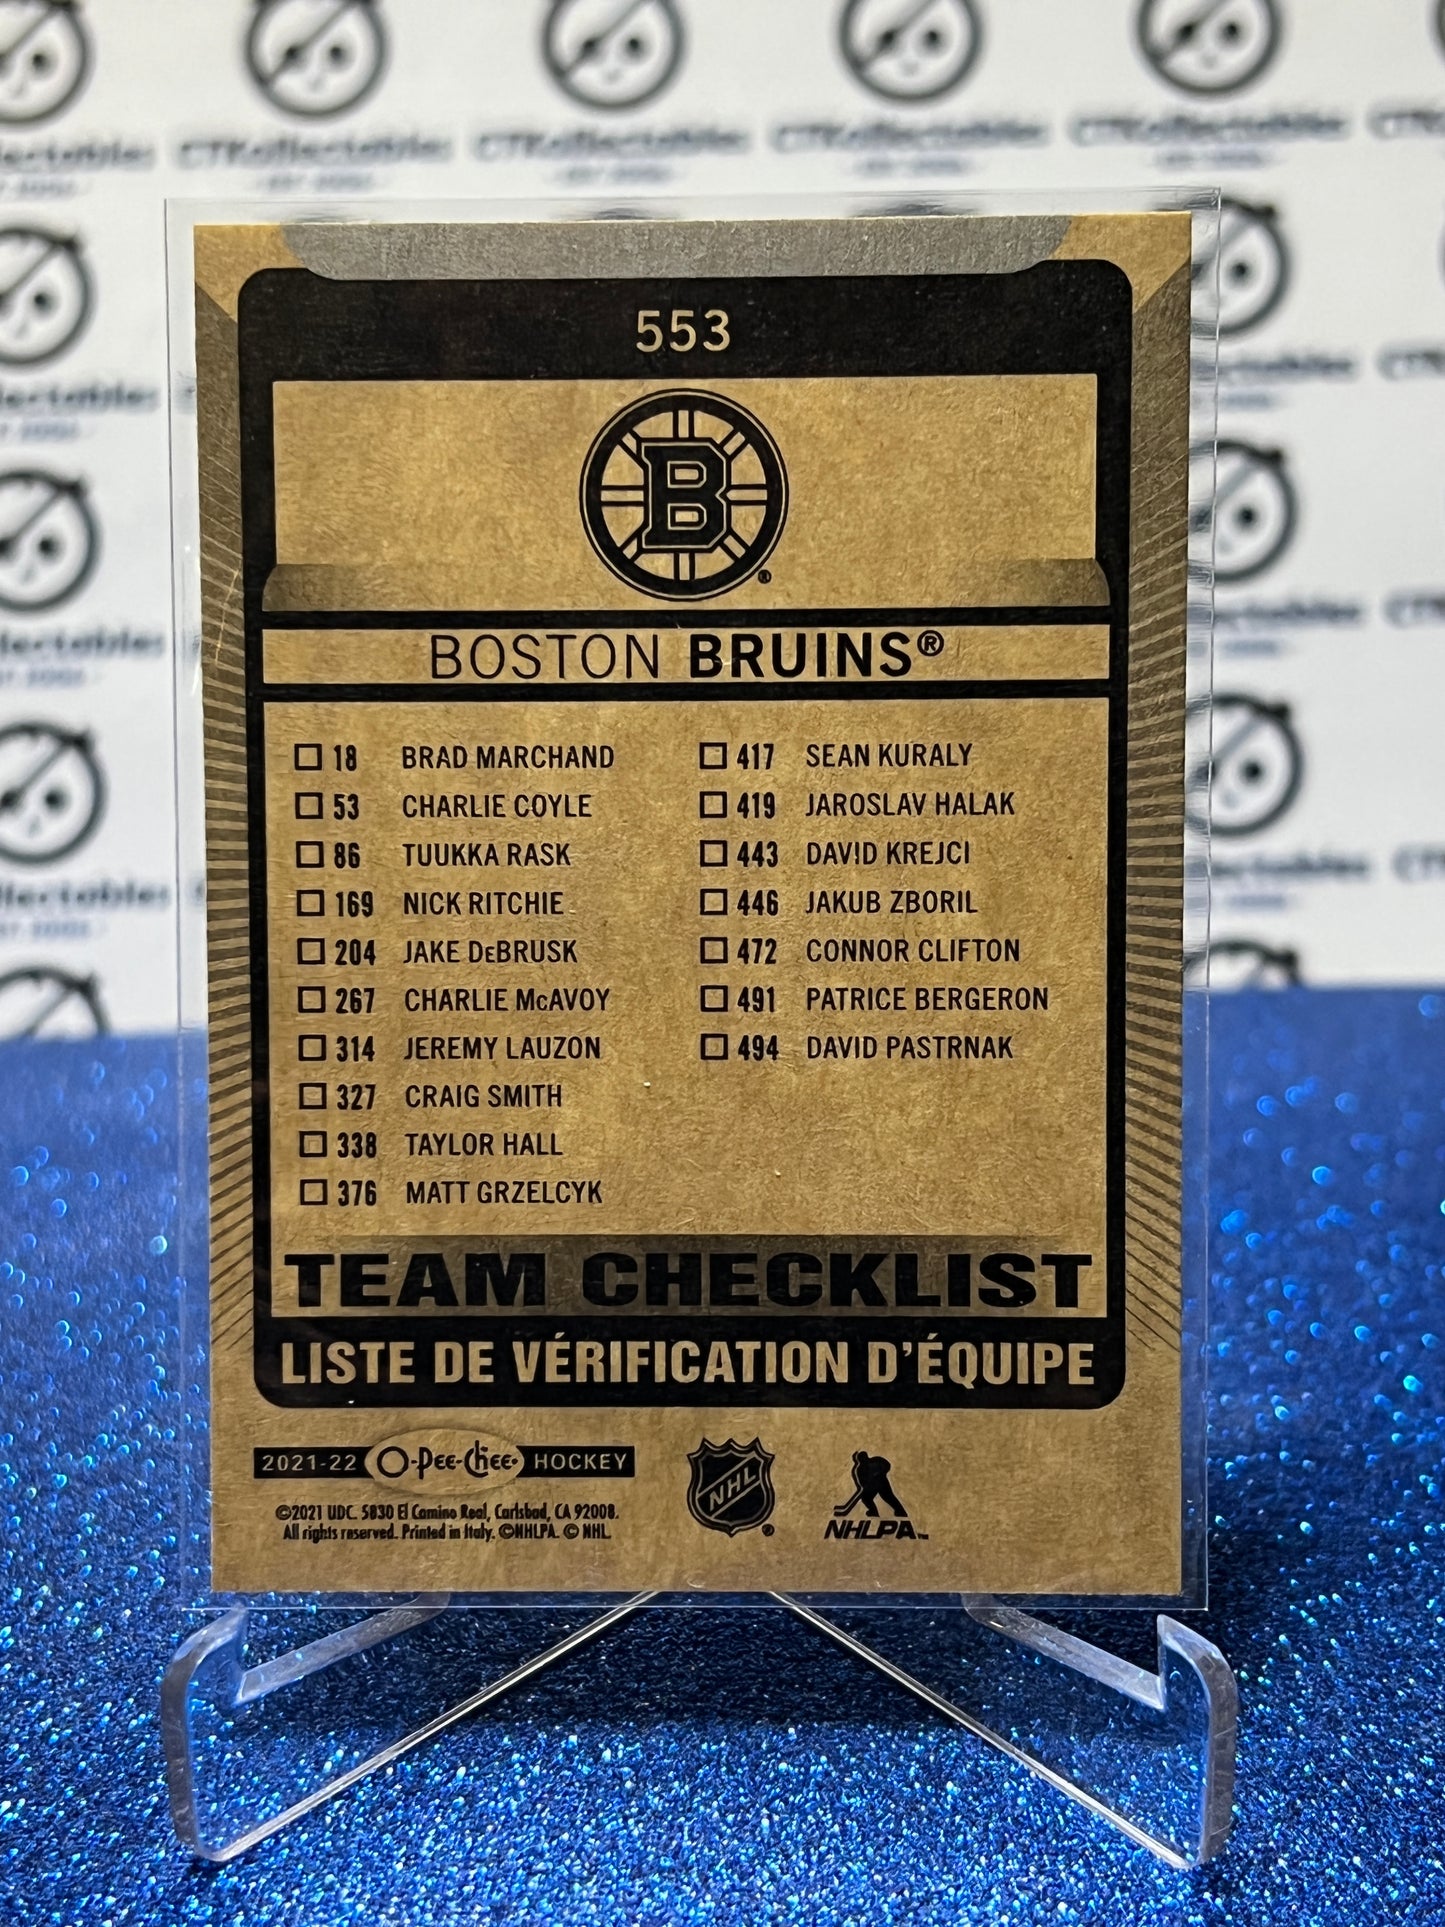 CTKollectables
553
B
®
BOSTON BRUINS®
18 BRAD MARCHAND
53 CHARLIE COYLE
86 TUUKKA RASK
169 NICK RITCHIE
204 JAKE DeBRUSK
267 CHARLIE McAVOY
314 JEREMY LAUZON
327 CRAIG SMITH
338 TAYLOR HALL
376 MATT GRZELCYK
417 SEAN KURALY
419 JAROSLAV HALAK
443 DAVID KREJCI
446 JAKUB ZBORIL
472 CONNOR CLIFTON
491 PATRICE BERGERON
494 DAVID PASTRNAK
TEAM CHECKLIST
LISTE DE VÉRIFICATION D'ÉQUIPE
2021-22 O-Pee-Chee HOCKEY
©2021 UDC. 5830 El Camino Real, Carlsbad, CA 92008.
All rights reserved. Printed in Italy. ©NHLPA. © NHL.
NHL
NHLPA